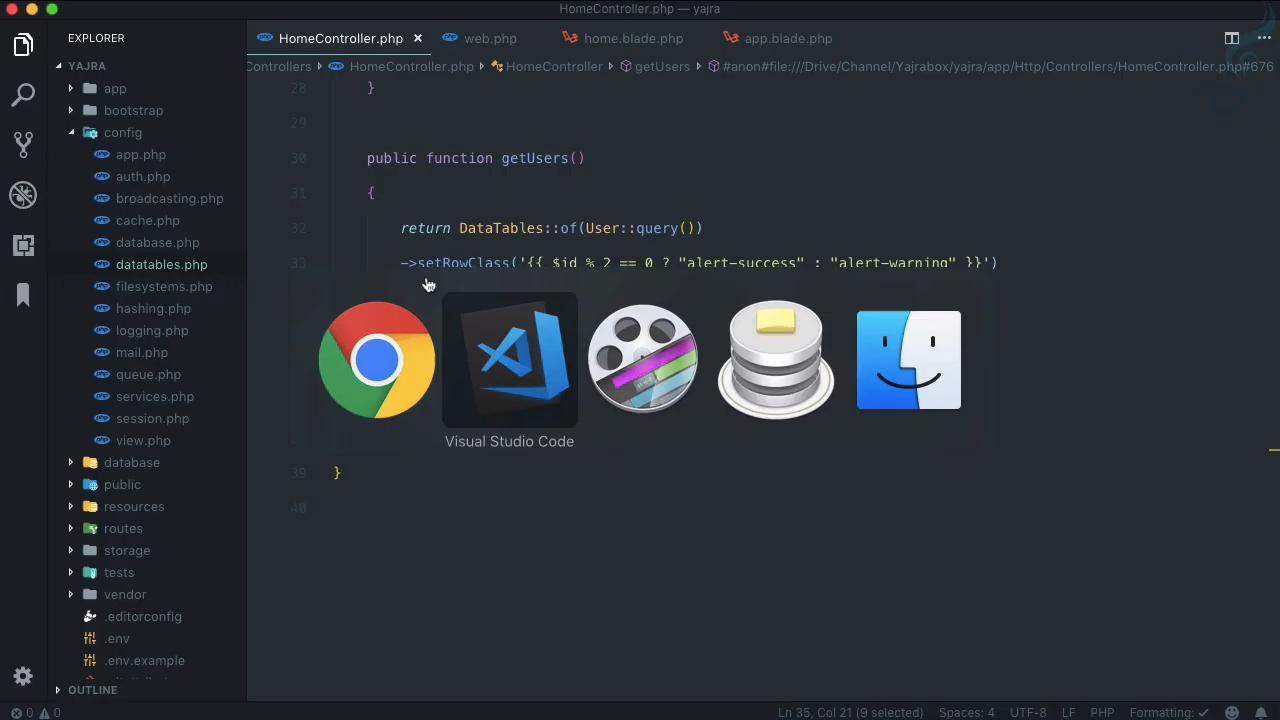 HomeController.php — yajra
EXPLORER
HomeController.php
web.php
home.blade.php
app.blade.php
Controllers
HomeController.php
HomeController
getUsers
#anon#file:///Drive/Channel/Yajrabox/yajra/app/Http/Controllers/HomeController.php#676
YAJRA
app
bootstrap
config
app.php
auth.php
broadcasting.php
cache.php
database.php
datatables.php
filesystems.php
hashing.php
logging.php
mail.php
queue.php
services.php
session.php
view.php
database
public
resources
routes
storage
tests
vendor
.editorconfig
.env
.env.example
OUTLINE
28 }
29
30 public function getUsers()
31 {
32 return DataTables::of(User::query())
33 ->setRowClass('{{ $id % 2 == 0 ? "alert-success" : "alert-warning" }}')
Visual Studio Code
39 }
40
0 0
Ln 35, Col 21 (9 selected)
Spaces: 4
UTF-8
LF
PHP
Formatting: ✓